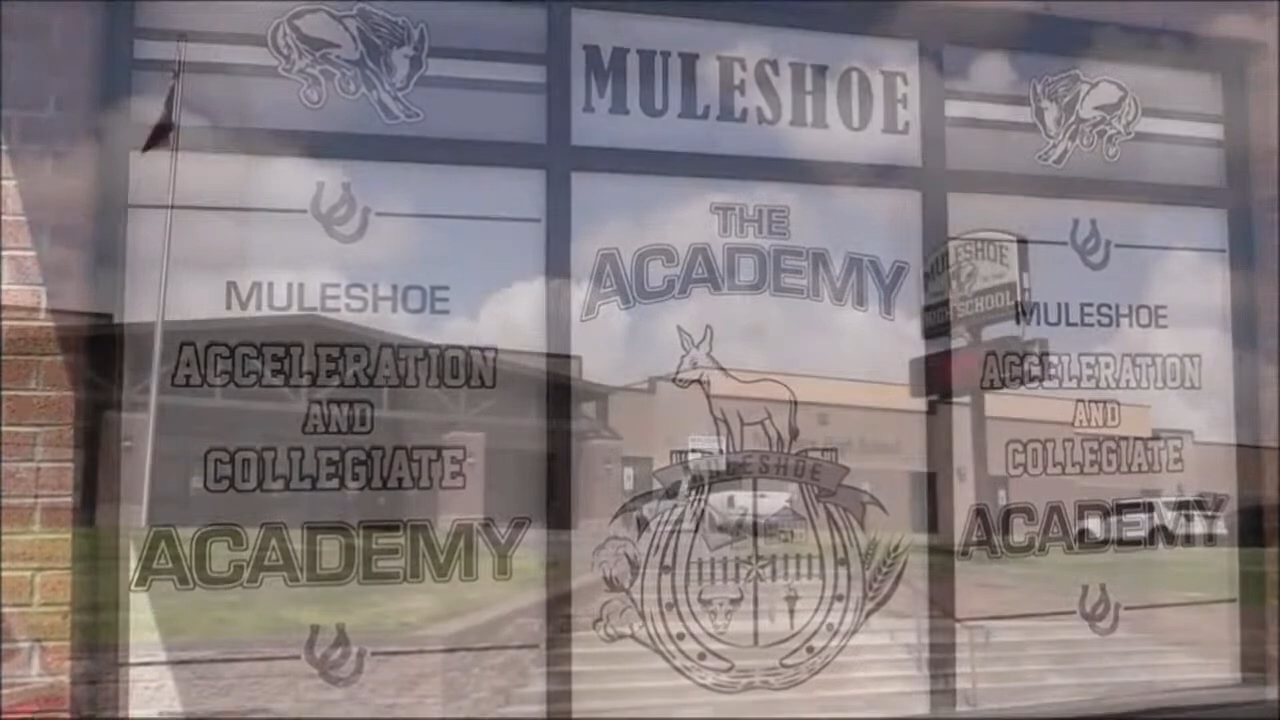 MULESHOE
MULESHOE
ACCELERATION
AND
COLLEGIATE
ACADEMY
THE
ACADEMY
MULESHOE
MULESHOE
HIGH SCHOOL
MULESHOE
ACCELERATION
AND
COLLEGIATE
ACADEMY